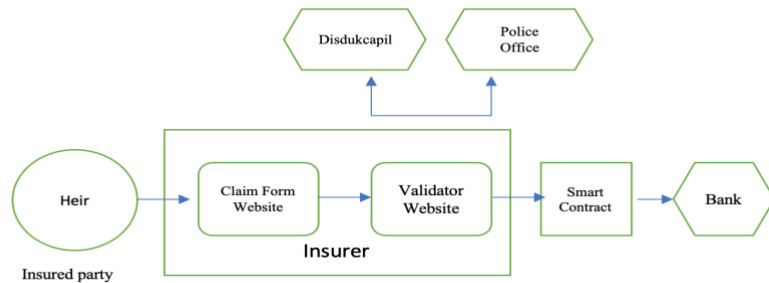 Disdukcapil
Police
Office
Heir
Claim Form
Website
Validator
Website
Smart
Contract
Bank
Insurer
Insured party